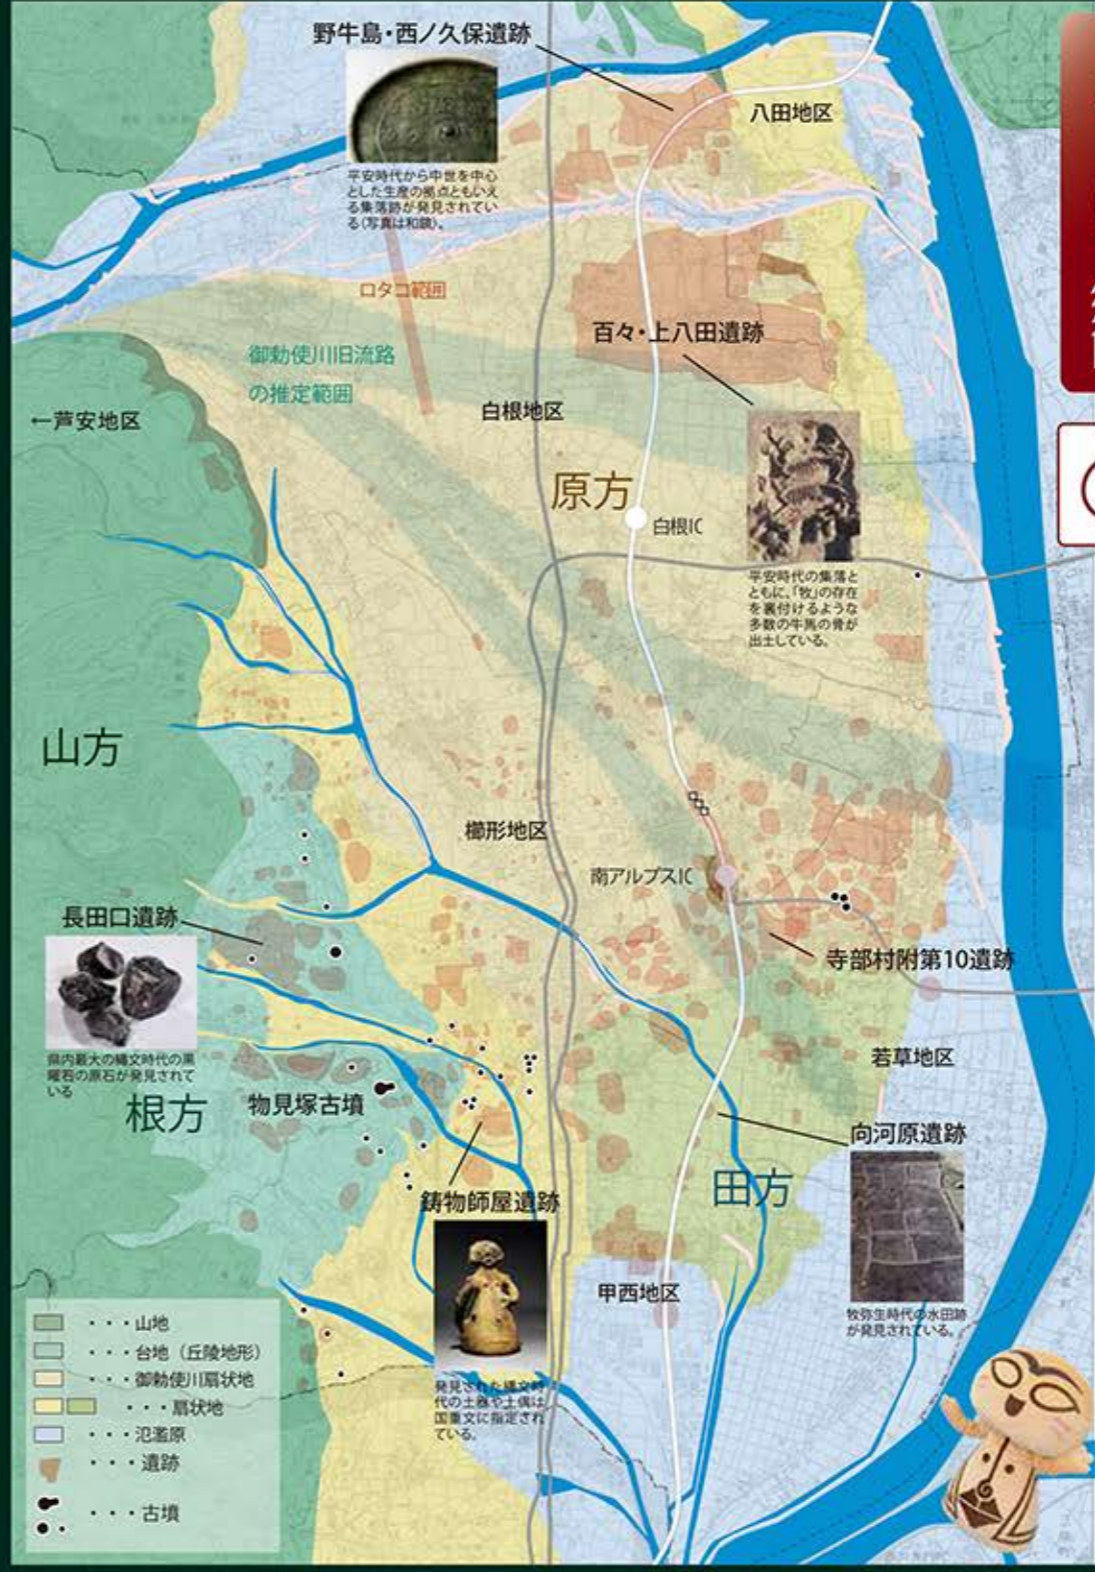 野牛島・西ノ久保遺跡
八田地区
平安時代から中世を中心
とした生産の拠点ともいえ
る集落跡が発見されてい
る(写真は和鏡)。
ロタコ範囲
百々・上八田遺跡
御勅使川旧流路
の推定範囲
←芦安地区
白根地区
原方
白根IC
平安時代の集落と
ともに、「牧」の存在
を裏付けるような
多数の牛馬の骨が
出土している。
山方
櫛形地区
南アルプスIC
長田口遺跡
寺部村附第10遺跡
県内最大の縄文時代の黒
曜石の原石が発見されて
いる
若草地区
根方
物見塚古墳
向河原遺跡
田方
鋳物師屋遺跡
甲西地区
牧弥生時代の水田跡
が発見されている。
発見された縄文時
代の土器や土偶は
国重文に指定され
ている。
・・・山地
・・・台地(丘陵地形)
・・・御勅使川扇状地
・・・扇状地
・・・氾濫原
・・・遺跡
・・・古墳